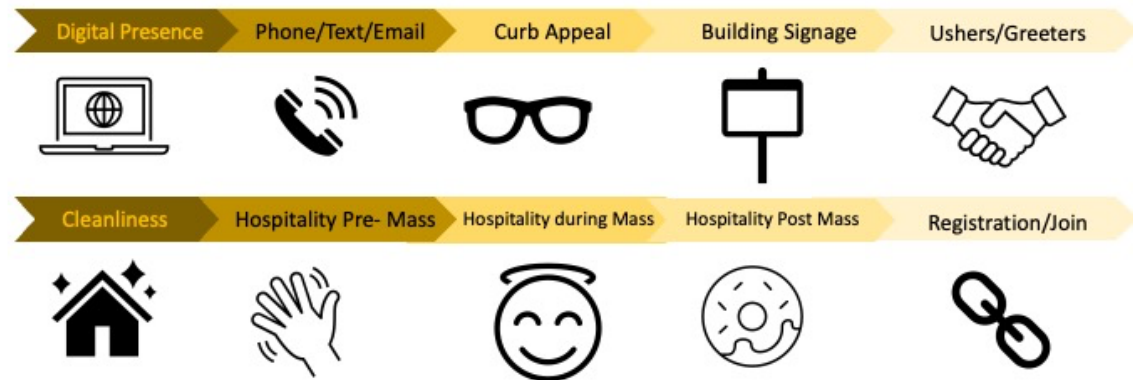 Digital Presence Phone/Text/Email Curb Appeal Building Signage Ushers/Greeters
Cleanliness Hospitality Pre- Mass Hospitality during Mass Hospitality Post Mass Registration/Join